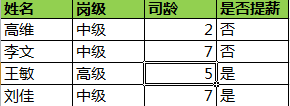 姓名 岗级 司龄 是否提薪
高维 中级 2 否
李文 中级 7 否
王敏 高级 5 是
刘佳 中级 7 是